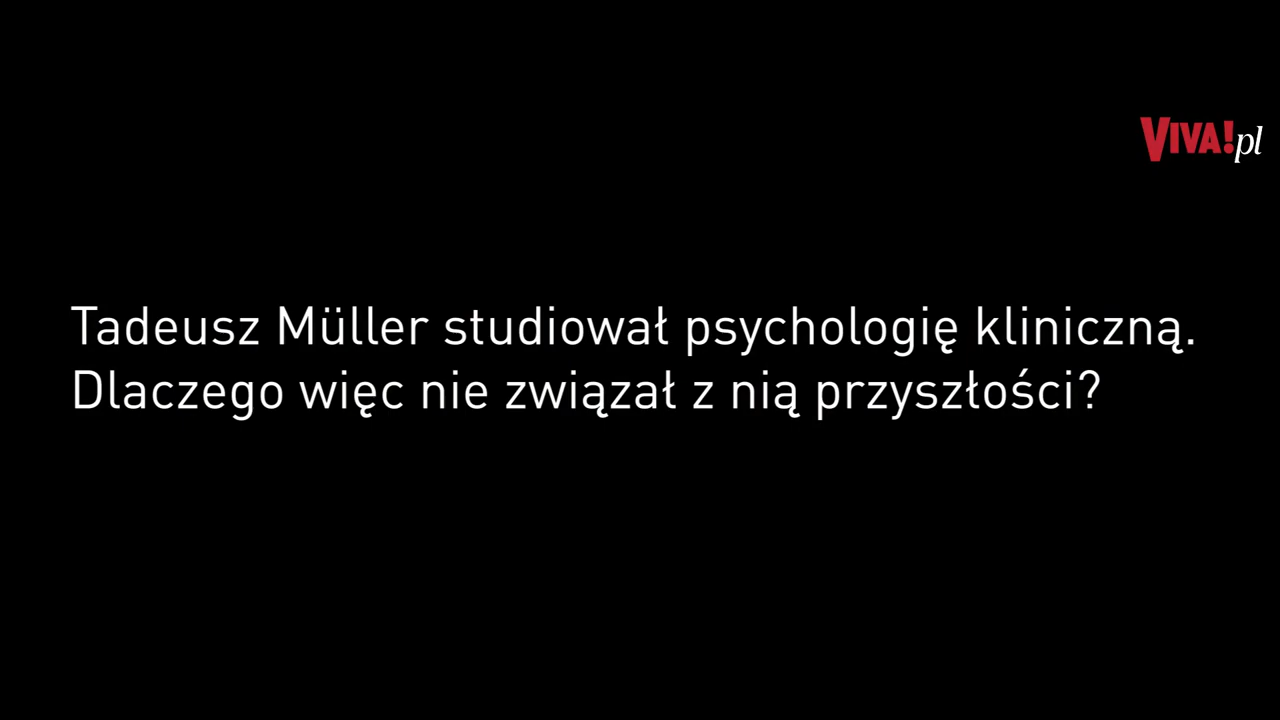 VIVA!pl
Tadeusz Müller studiował psychologię kliniczną.
Dlaczego więc nie związał z nią przyszłości?